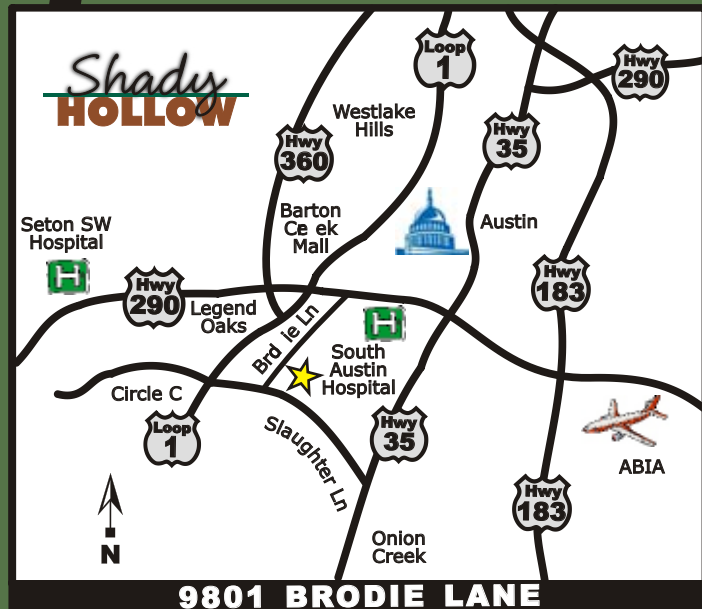 Shady
HOLLOW
Loop
1
Hwy
290
Westlake
Hills
Hwy
35
Hwy
360
Barton
Ce ek
Mall
Austin
Seton SW
Hospital
H
Hwy
290
Legend
Oaks
Hwy
183
Brd ie Ln
H
South
Austin
Hospital
Circle C
Loop
1
Slaughter Ln
Hwy
35
ABIA
Hwy
183
N
Onion
Creek
9801 BRODIE LANE